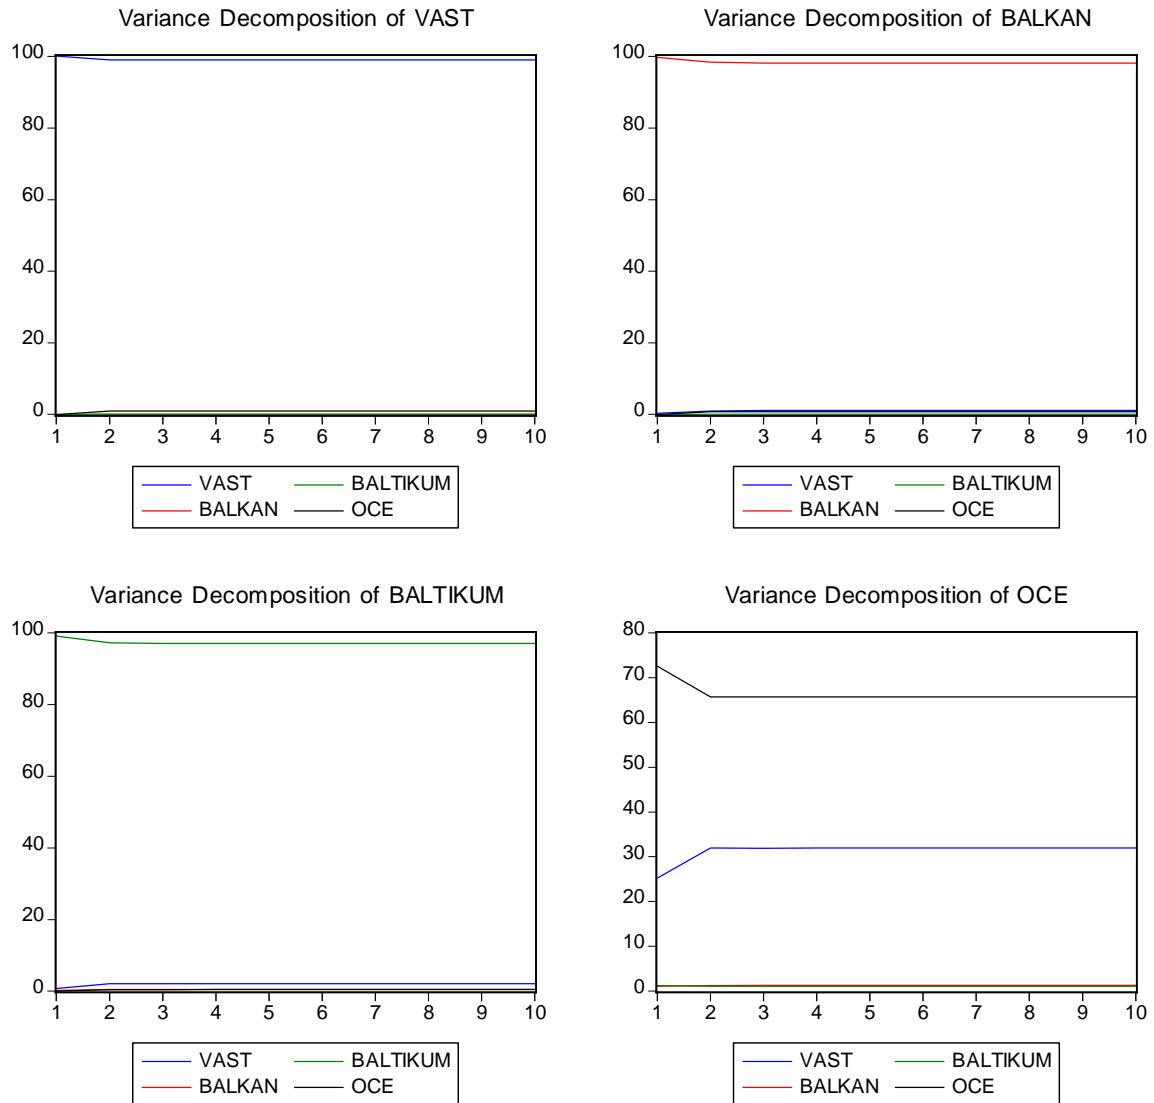 Variance Decomposition of VAST
100
80
60
40
20
0
1 2 3 4 5 6 7 8 9 10
VAST BALTIKUM
BALKAN OCE
Variance Decomposition of BALKAN
100
80
60
40
20
0
1 2 3 4 5 6 7 8 9 10
VAST BALTIKUM
BALKAN OCE
Variance Decomposition of BALTIKUM
100
80
60
40
20
0
1 2 3 4 5 6 7 8 9 10
VAST BALTIKUM
BALKAN OCE
Variance Decomposition of OCE
80
70
60
50
40
30
20
10
0
1 2 3 4 5 6 7 8 9 10
VAST BALTIKUM
BALKAN OCE